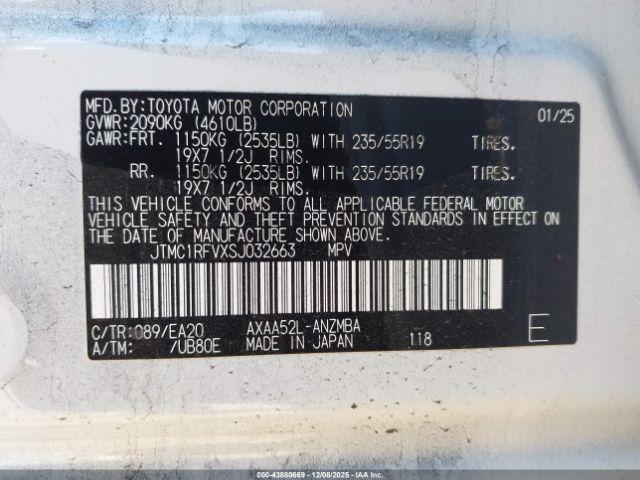 MFD.BY:TOYOTA MOTOR CORPORATION 01/25
GVWR:2090KG (4610LB)
GAWR:FRT. 1150KG (2535LB) WITH 235/55R19 TIRES.
19X7 1/2J RIMS.
RR. 1150KG (2535LB) WITH 235/55R19 TIRES.
19X7 1/2J RIMS.
THIS VEHICLE CONFORMS TO ALL APPLICABLE FEDERAL MOTOR
VEHICLE SAFETY AND THEFT PREVENTION STANDARDS IN EFFECT ON
THE DATE OF MANUFACTURE SHOWN ABOVE.
JTMC1RFVXSJ032663 MPV
C/TR:089/EA20 AXAA52L-ANZMBA
A/TM: /UB80E MADE IN JAPAN 118 E
000-43880669 - 12/08/2025 - IAA Inc.